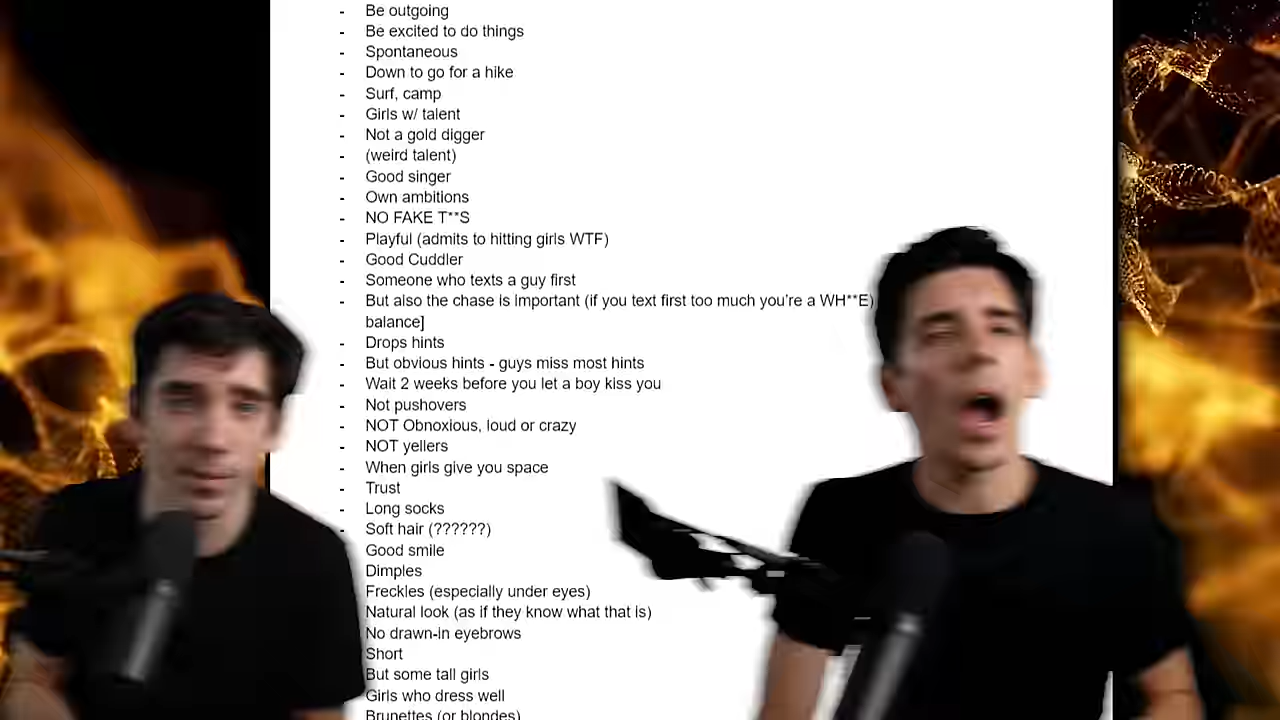 - Be outgoing
- Be excited to do things
- Spontaneous
- Down to go for a hike
- Surf, camp
- Girls w/ talent
- Not a gold digger
- (weird talent)
- Good singer
- Own ambitions
- NO FAKE T**S
- Playful (admits to hitting girls WTF)
- Good Cuddler
- Someone who texts a guy first
- But also the chase is important (if you text first too much you're a WH**E)
balance]
- Drops hints
- But obvious hints - guys miss most hints
- Wait 2 weeks before you let a boy kiss you
- Not pushovers
- NOT Obnoxious, loud or crazy
- NOT yellers
- When girls give you space
- Trust
- Long socks
- Soft hair (??????)
Good smile
Dimples
Freckles (especially under eyes)
Natural look (as if they know what that is)
No drawn-in eyebrows
Short
But some tall girls
Girls who dress well
Brunettes (or blondes)